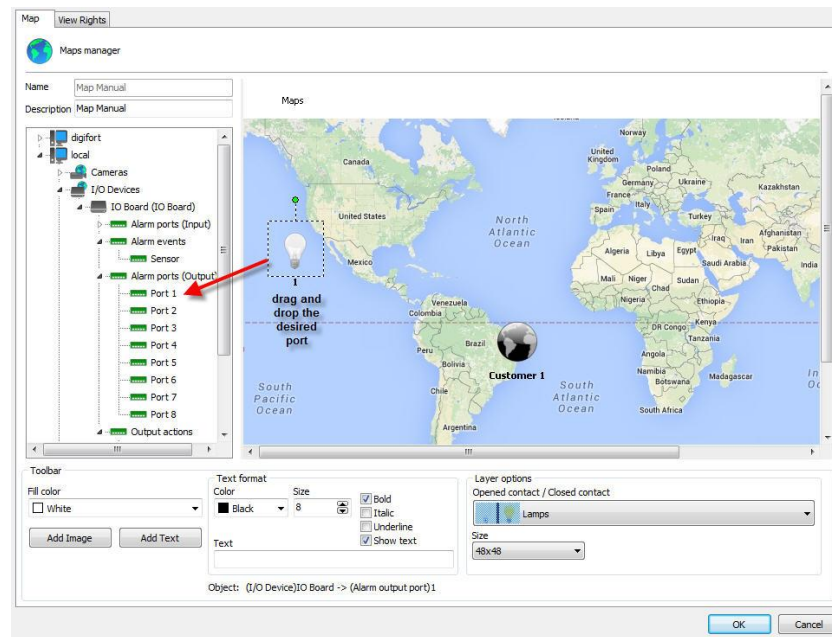 Map
View Rights
Maps manager
Name
Map Manual
Description
Map Manual
digifort
local
Cameras
I/O Devices
IO Board (IO Board)
Alarm ports (Input)
Alarm events
Sensor
Alarm ports (Output)
Port 1
Port 2
Port 3
Port 4
Port 5
Port 6
Port 7
Port 8
Output actions
Maps
Norway
United
Kingdom
Poland
Germany
Ukraine
Kazakhstan
France
Italy
Spain
Turkey
Canada
United States
North
Atlantic
Ocean
Mexico
Algeria
Libya
Egypt
Iraq
Iran
Afghanistan
Pakistan
Saudi Arabia
India
Mali
Niger
Chad
Sudan
Nigeria
Ethiopia
1
drag and
drop the
desired
port
Venezuela
Colombia
DR Congo
Kenya
Tanzania
Peru
Brazil
Bolivia
Angola
Namibia
Botswana
Madagascar
Customer 1
Chile
South
Pacific
Ocean
South
Atlantic
Ocean
South Africa
In
Oc
Argentina
Toolbar
Fill color
White
Add Image
Add Text
Text format
Color
Size
Black
8
Bold
Italic
Underline
Show text
Text
Layer options
Opened contact / Closed contact
Lamps
Size
48x48
Object: (I/O Device)IO Board -> (Alarm output port)1
OK
Cancel